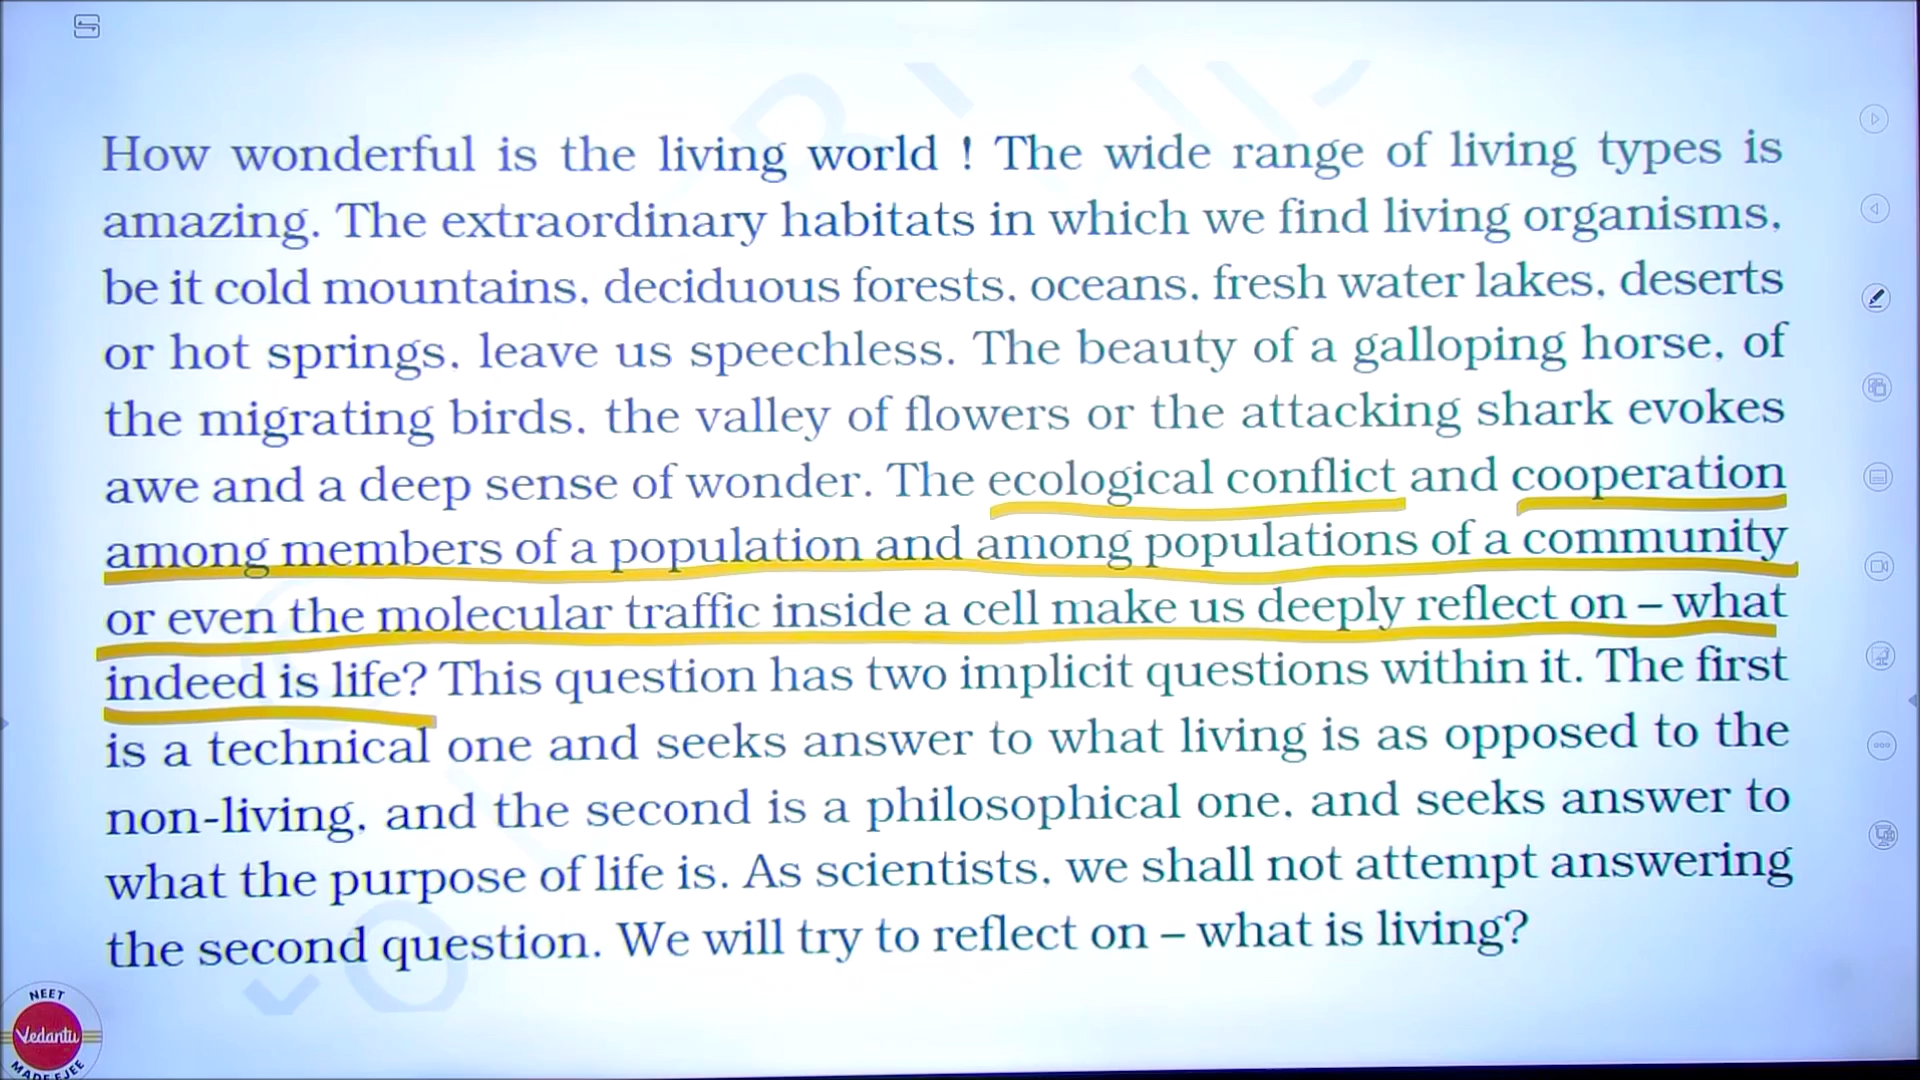 How wonderful is the living world ! The wide range of living types is
amazing. The extraordinary habitats in which we find living organisms,
be it cold mountains, deciduous forests, oceans, fresh water lakes, deserts
or hot springs, leave us speechless. The beauty of a galloping horse, of
the migrating birds, the valley of flowers or the attacking shark evokes
awe and a deep sense of wonder. The ecological conflict and cooperation
among members of a population and among populations of a community
or even the molecular traffic inside a cell make us deeply reflect on – what
indeed is life? This question has two implicit questions within it. The first
is a technical one and seeks answer to what living is as opposed to the
non-living, and the second is a philosophical one, and seeks answer to
what the purpose of life is. As scientists, we shall not attempt answering
the second question. We will try to reflect on – what is living?
NEET
Vedantu
MADE EJEE